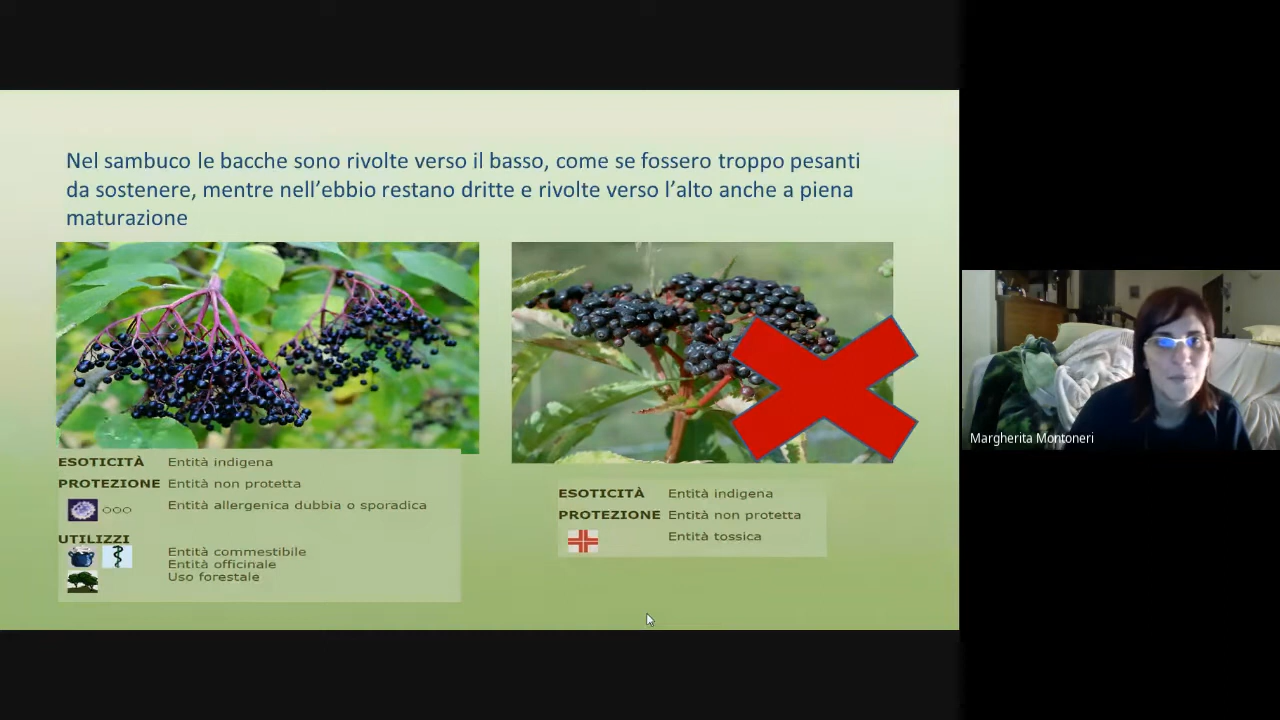 Nel sambuco le bacche sono rivolte verso il basso, come se fossero troppo pesanti
da sostenere, mentre nell’ebbio restano dritte e rivolte verso l’alto anche a piena
maturazione
ESOTICITÀ Entità indigena
PROTEZIONE Entità non protetta
Entità allergenica dubbia o sporadica
UTILIZZI
Entità commestibile
Entità officinale
Uso forestale
ESOTICITÀ Entità indigena
PROTEZIONE Entità non protetta
Entità tossica
Margherita Montoneri